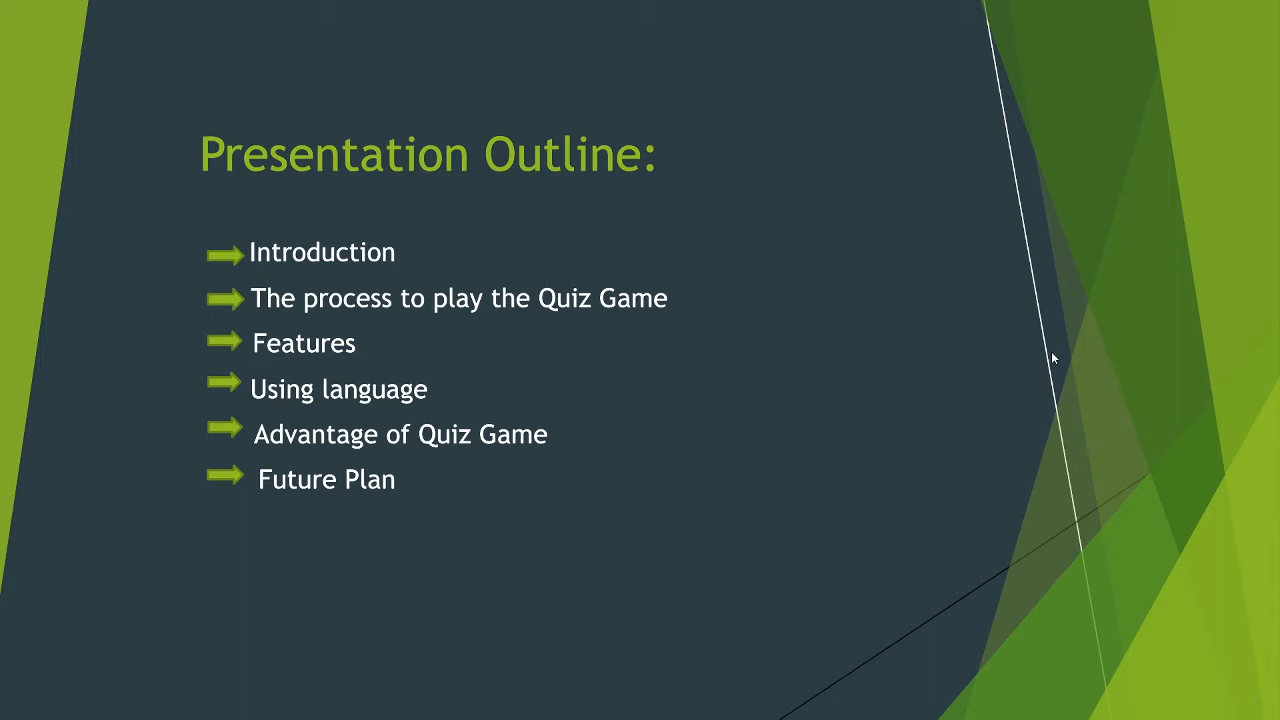 Presentation Outline:
Introduction
The process to play the Quiz Game
Features
Using language
Advantage of Quiz Game
Future Plan